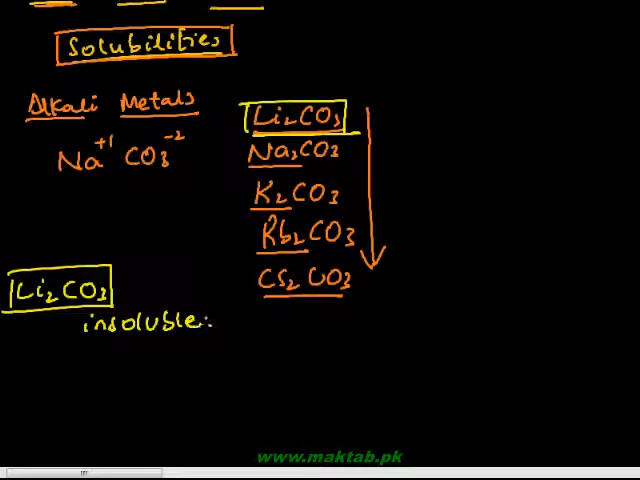 Solubilities
Alkali Metals
Na⁺¹ CO₃⁻²
Li₂CO₃
Na₂CO₃
K₂CO₃
Rb₂CO₃
Cs₂CO₃
Li₂CO₃
insoluble
www.maktab.pk